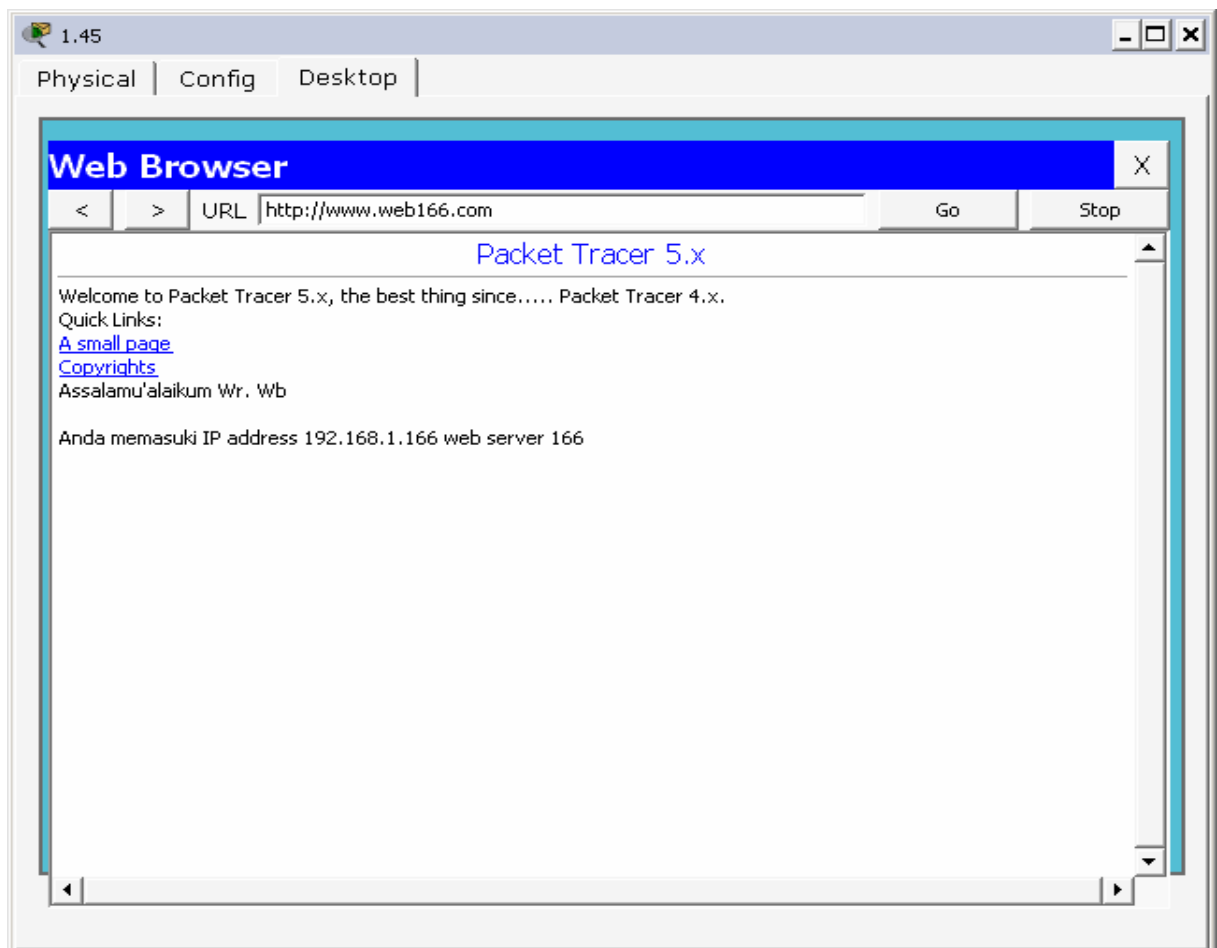 1.45
Physical Config Desktop
Web Browser X
< > URL http://www.web166.com Go Stop
Packet Tracer 5.x
Welcome to Packet Tracer 5.x, the best thing since..... Packet Tracer 4.x.
Quick Links:
A small page
Copyrights
Assalamu'alaikum Wr. Wb
Anda memasuki IP address 192.168.1.166 web server 166